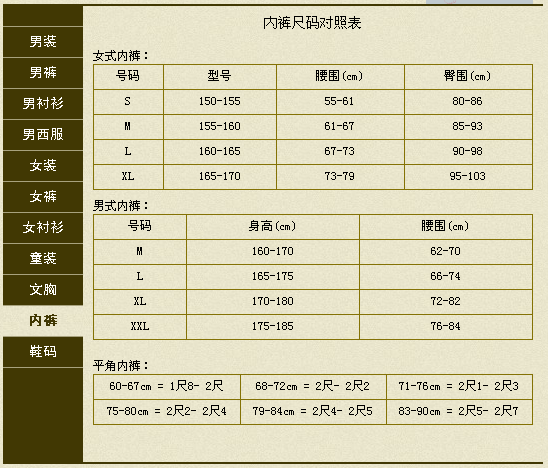 内裤尺码对照表
男装
男裤
男衬衫
男西服
女装
女裤
女衬衫
童装
文胸
内裤
鞋码
女式内裤：
号码 型号 腰围(cm) 臀围(cm)
S 150-155 55-61 80-86
M 155-160 61-67 85-93
L 160-165 67-73 90-98
XL 165-170 73-79 95-103
男式内裤：
号码 身高(cm) 腰围(cm)
M 160-170 62-70
L 165-175 66-74
XL 170-180 72-82
XXL 175-185 76-84
平角内裤：
60-67cm = 1尺8- 2尺 68-72cm = 2尺- 2尺2 71-76cm = 2尺1- 2尺3
75-80cm = 2尺2- 2尺4 79-84cm = 2尺4- 2尺5 83-90cm = 2尺5- 2尺7